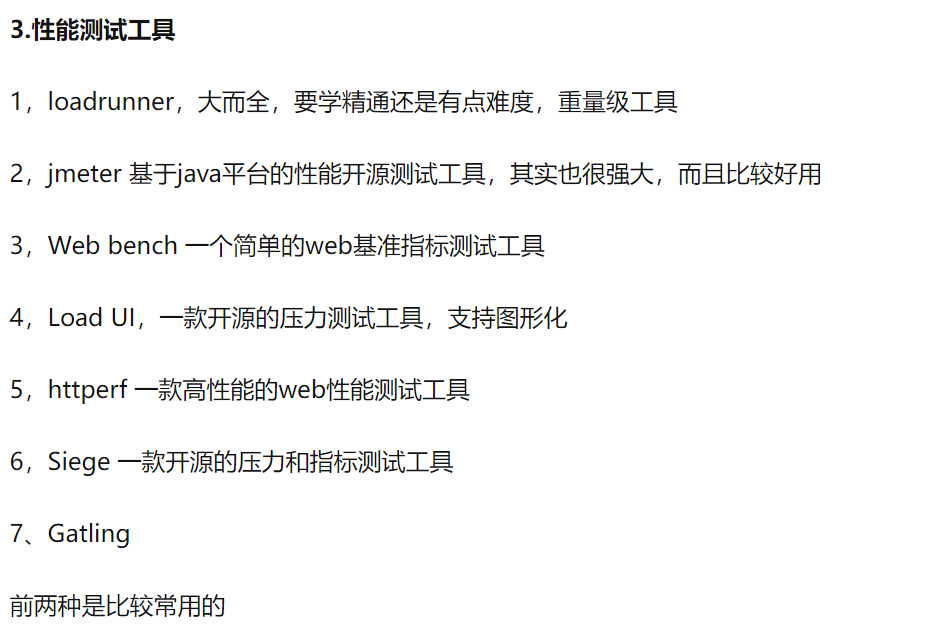 3.性能测试工具
1，loadrunner，大而全，要学精通还是有点难度，重量级工具
2，jmeter 基于java平台的性能开源测试工具，其实也很强大，而且比较好用
3，Web bench 一个简单的web基准指标测试工具
4，Load UI，一款开源的压力测试工具，支持图形化
5，httperf 一款高性能的web性能测试工具
6，Siege 一款开源的压力和指标测试工具
7、Gatling
前两种是比较常用的